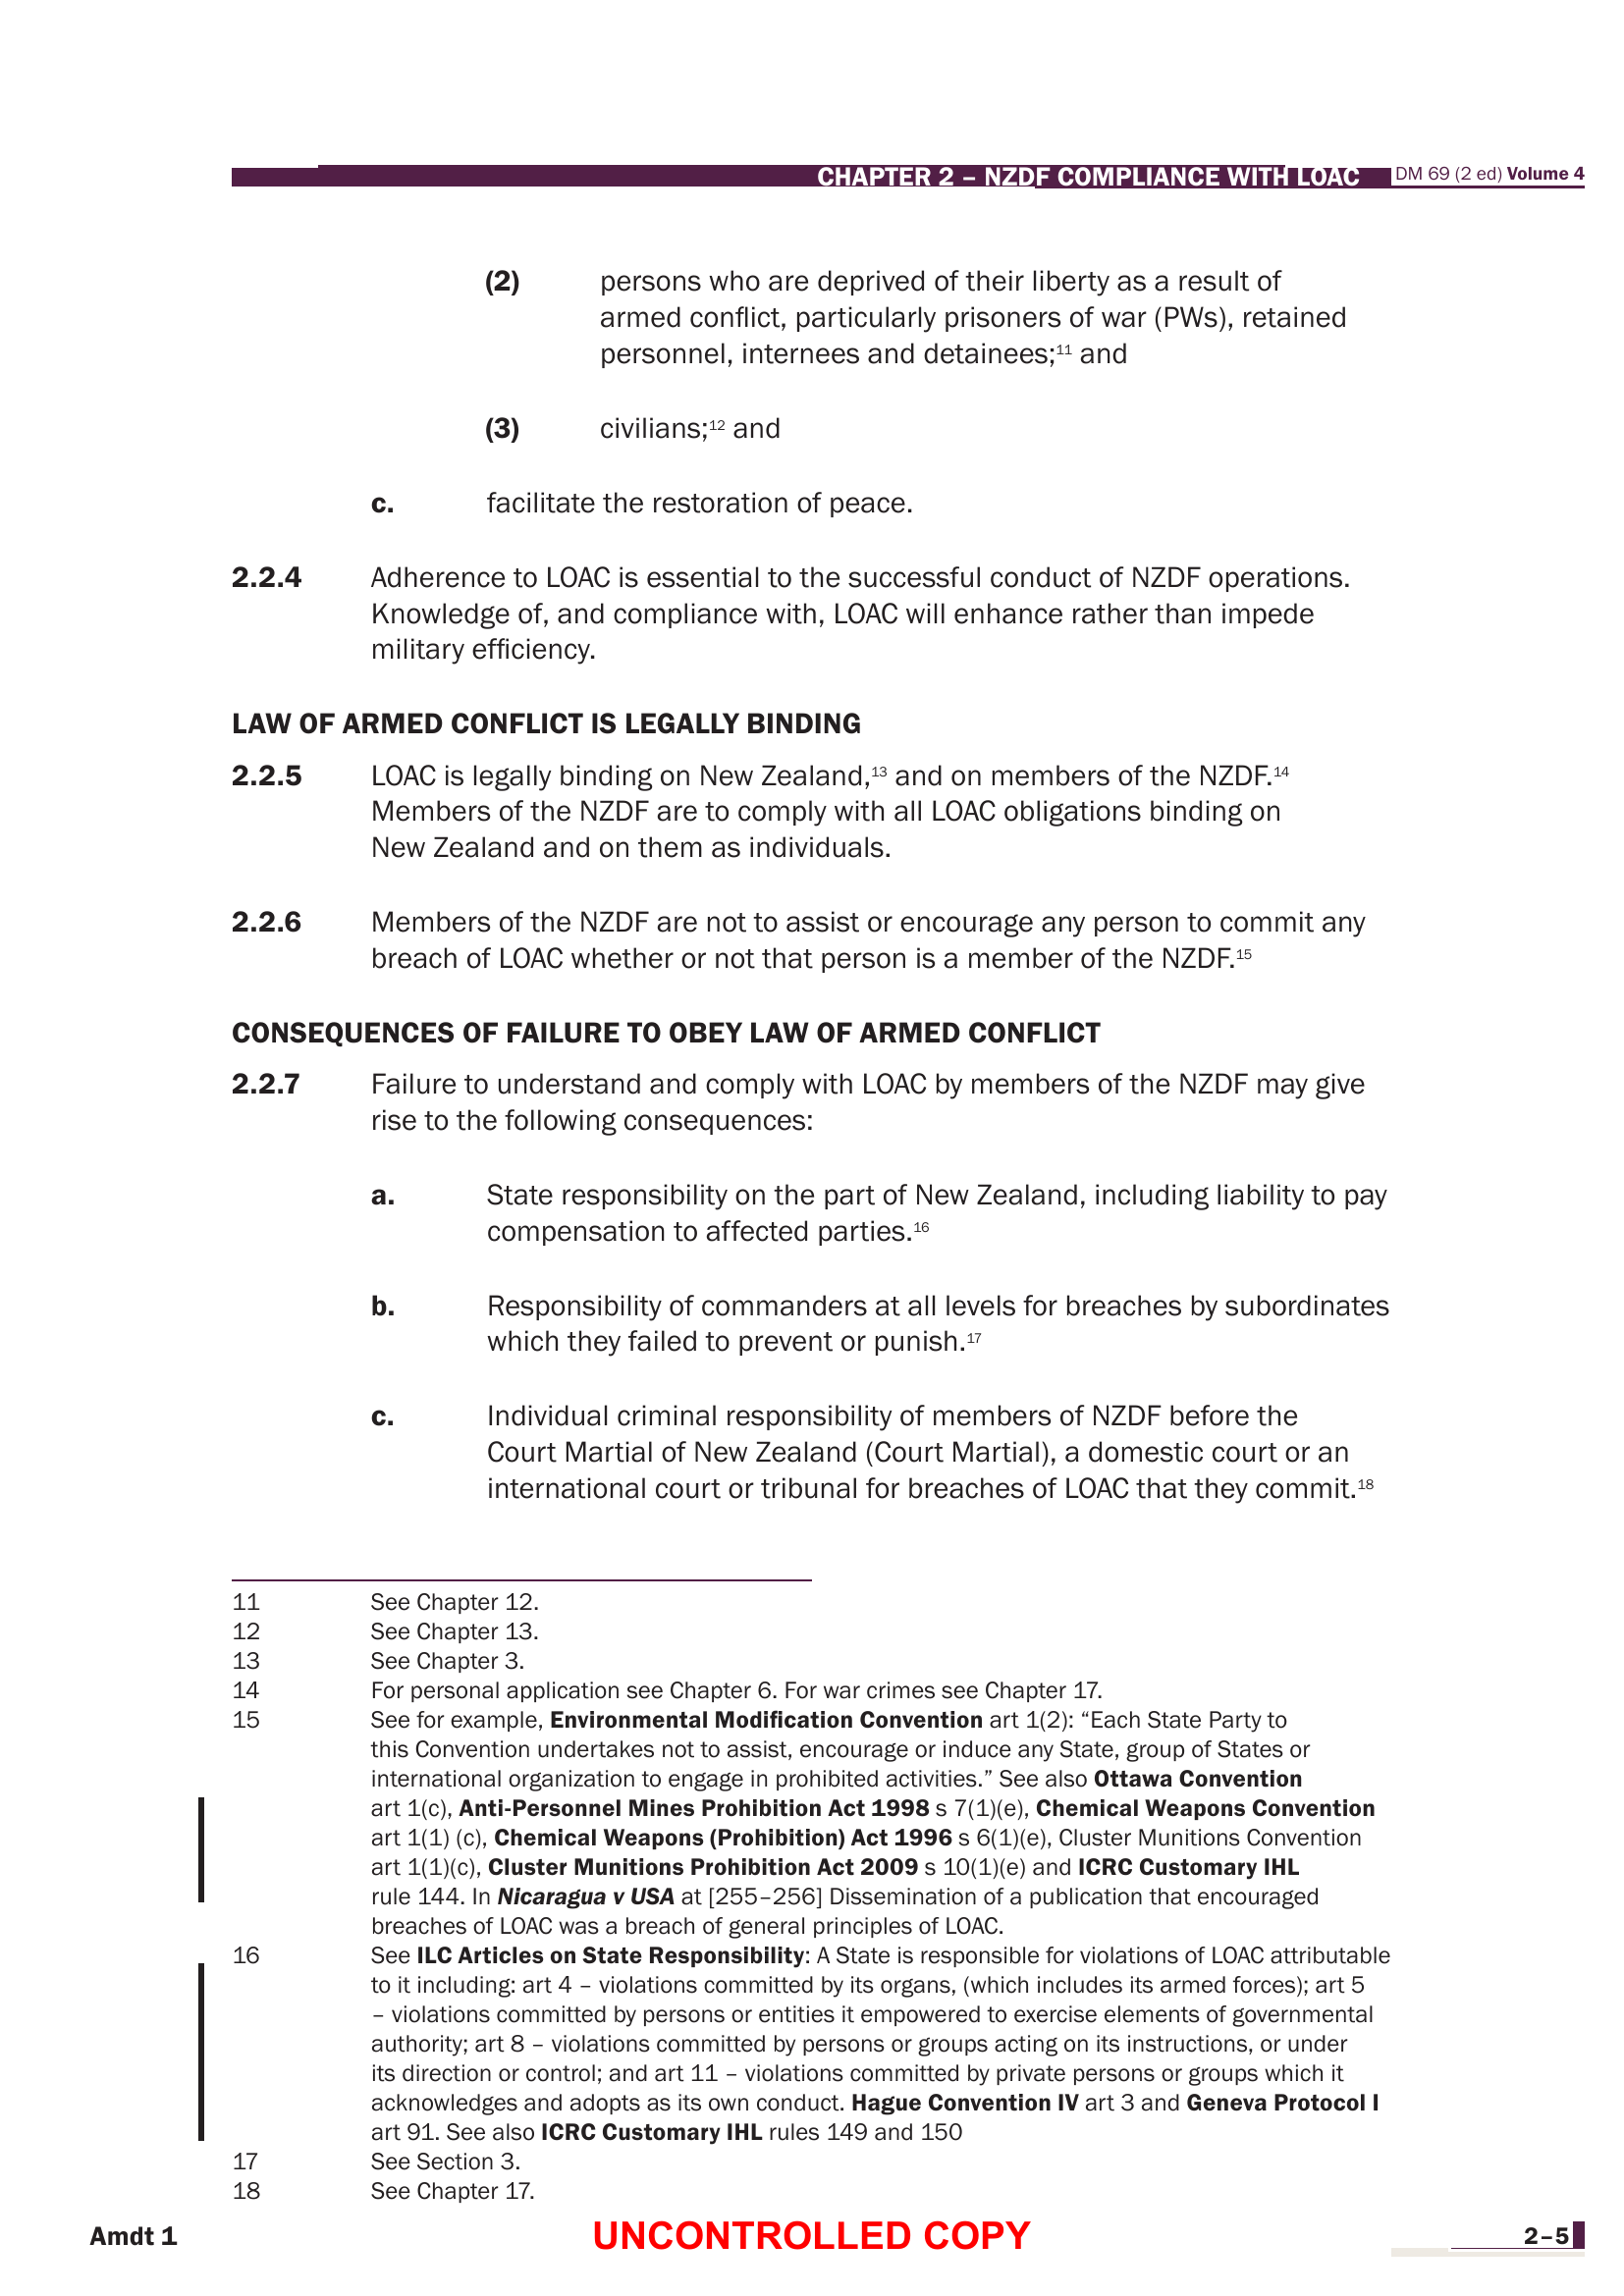 CHAPTER 2 – NZDF COMPLIANCE WITH LOAC DM 69 (2 ed) Volume 4
(2) persons who are deprived of their liberty as a result of
armed conflict, particularly prisoners of war (PWs), retained
personnel, internees and detainees;11 and
(3) civilians;12 and
c. facilitate the restoration of peace.
2.2.4 Adherence to LOAC is essential to the successful conduct of NZDF operations.
Knowledge of, and compliance with, LOAC will enhance rather than impede
military efficiency.
LAW OF ARMED CONFLICT IS LEGALLY BINDING
2.2.5 LOAC is legally binding on New Zealand,13 and on members of the NZDF.14
Members of the NZDF are to comply with all LOAC obligations binding on
New Zealand and on them as individuals.
2.2.6 Members of the NZDF are not to assist or encourage any person to commit any
breach of LOAC whether or not that person is a member of the NZDF.15
CONSEQUENCES OF FAILURE TO OBEY LAW OF ARMED CONFLICT
2.2.7 Failure to understand and comply with LOAC by members of the NZDF may give
rise to the following consequences:
a. State responsibility on the part of New Zealand, including liability to pay
compensation to affected parties.16
b. Responsibility of commanders at all levels for breaches by subordinates
which they failed to prevent or punish.17
c. Individual criminal responsibility of members of NZDF before the
Court Martial of New Zealand (Court Martial), a domestic court or an
international court or tribunal for breaches of LOAC that they commit.18
11 See Chapter 12.
12 See Chapter 13.
13 See Chapter 3.
14 For personal application see Chapter 6. For war crimes see Chapter 17.
15 See for example, Environmental Modification Convention art 1(2): “Each State Party to
this Convention undertakes not to assist, encourage or induce any State, group of States or
international organization to engage in prohibited activities.” See also Ottawa Convention
art 1(c), Anti-Personnel Mines Prohibition Act 1998 s 7(1)(e), Chemical Weapons Convention
art 1(1) (c), Chemical Weapons (Prohibition) Act 1996 s 6(1)(e), Cluster Munitions Convention
art 1(1)(c), Cluster Munitions Prohibition Act 2009 s 10(1)(e) and ICRC Customary IHL
rule 144. In Nicaragua v USA at [255–256] Dissemination of a publication that encouraged
breaches of LOAC was a breach of general principles of LOAC.
16 See ILC Articles on State Responsibility: A State is responsible for violations of LOAC attributable
to it including: art 4 – violations committed by its organs, (which includes its armed forces); art 5
– violations committed by persons or entities it empowered to exercise elements of governmental
authority; art 8 – violations committed by persons or groups acting on its instructions, or under
its direction or control; and art 11 – violations committed by private persons or groups which it
acknowledges and adopts as its own conduct. Hague Convention IV art 3 and Geneva Protocol I
art 91. See also ICRC Customary IHL rules 149 and 150
17 See Section 3.
18 See Chapter 17.
Amdt 1 UNCONTROLLED COPY 2–5